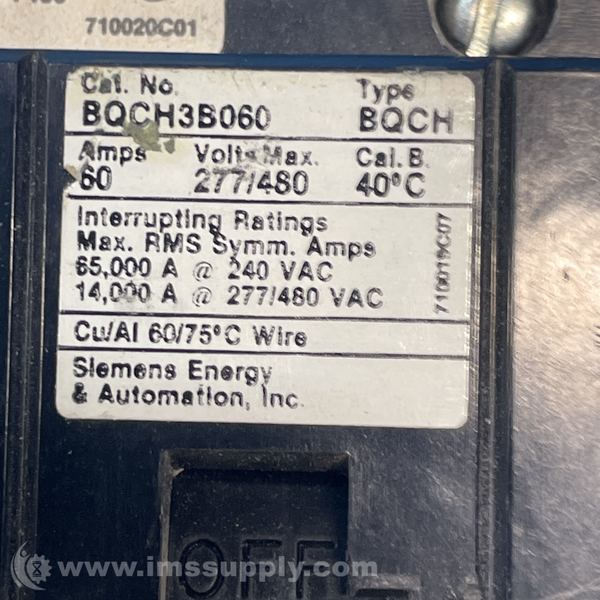 710020C01
Cat. No. Type
BQCH3B060 BQCH
Amps Volts Max. Cal. B.
60 277/480 40°C
Interrupting Ratings
Max. RMS Symm. Amps
65,000 A @ 240 VAC
14,000 A @ 277/480 VAC
710019C07
Cu/Al 60/75°C Wire
Siemens Energy
& Automation, Inc.
OFF
www.imssupply.com